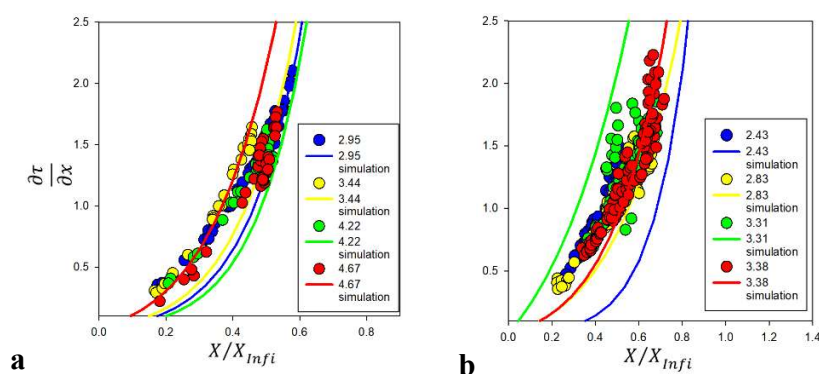 ∂τ
∂x
2.5
2.0
1.5
1.0
0.5
0.0
0.2
0.4
0.6
0.8
X/X_Infi
2.95
2.95
simulation
3.44
3.44
simulation
4.22
4.22
simulation
4.67
4.67
simulation
a
2.5
2.0
1.5
1.0
0.5
0.0
0.2
0.4
0.6
0.8
1.0
1.2
1.4
X/X_Infi
2.43
2.43
simulation
2.83
2.83
simulation
3.31
3.31
simulation
3.38
3.38
simulation
b